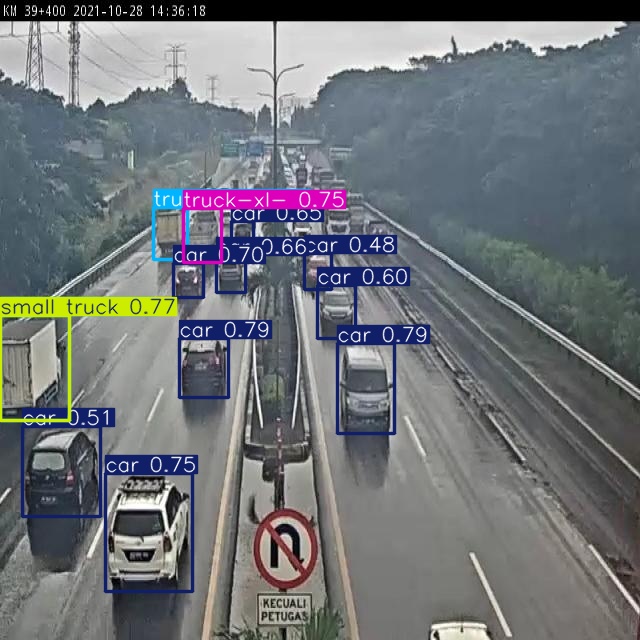 KM 39+400 2021-10-28 14:36:18
tru
truck-xl- 0.75
car 0.65
car 0.70
0.66
car 0.48
car 0.60
small truck 0.77
car 0.79
car 0.79
car 0.51
car 0.75
KECUALI
PETUGAS